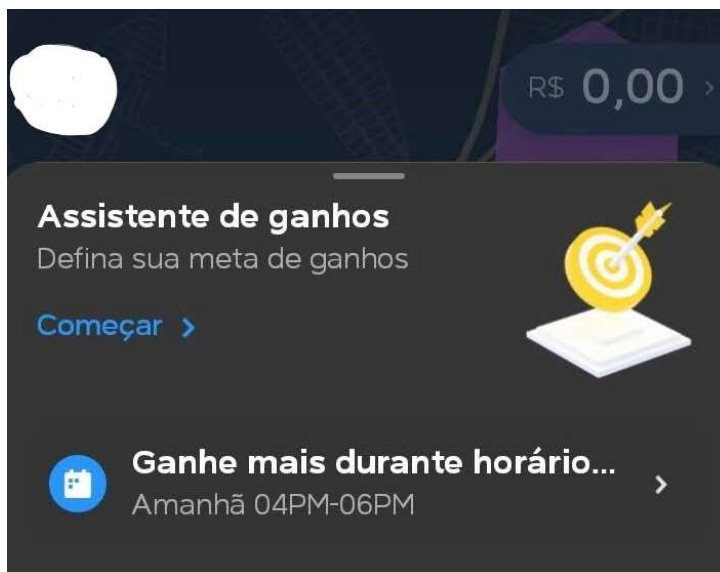 R$ 0,00
Assistente de ganhos
Defina sua meta de ganhos
Começar
Ganhe mais durante horário...
Amanhã 04PM-06PM